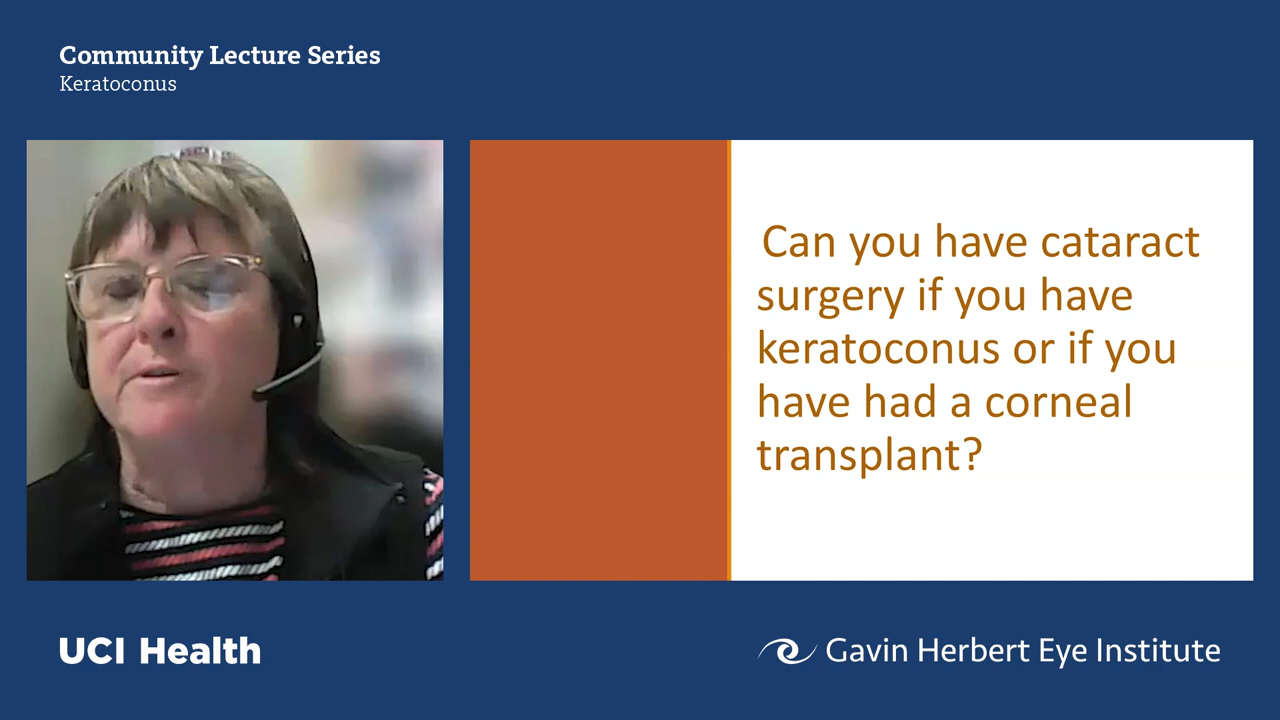 Community Lecture Series
Keratoconus
Can you have cataract
surgery if you have
keratoconus or if you
have had a corneal
transplant?
UCI Health
Gavin Herbert Eye Institute